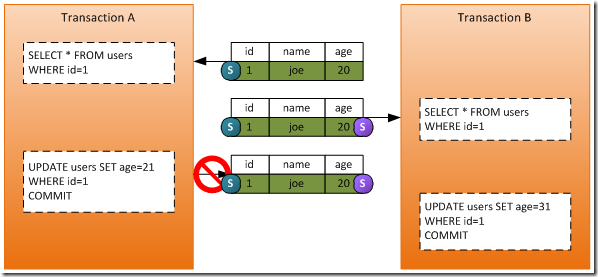 Transaction A
Transaction B
SELECT * FROM users
WHERE id=1
id name age
S 1 joe 20
id name age
1 joe 20 S
S
SELECT * FROM users
WHERE id=1
UPDATE users SET age=21
WHERE id=1
COMMIT
id name age
S 1 joe 20 S
UPDATE users SET age=31
WHERE id=1
COMMIT